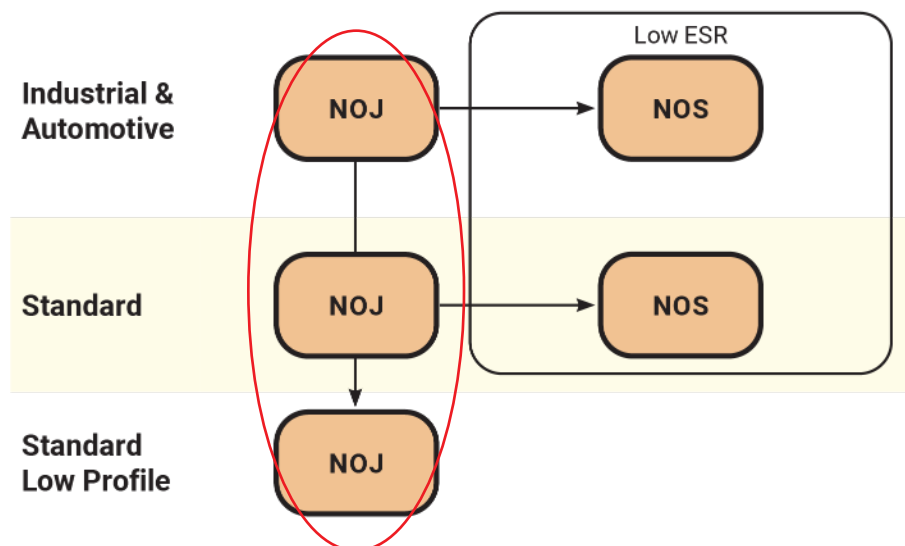 Low ESR
Industrial &
Automotive
NOJ
NOS
Standard
NOJ
NOS
Standard
Low Profile
NOJ